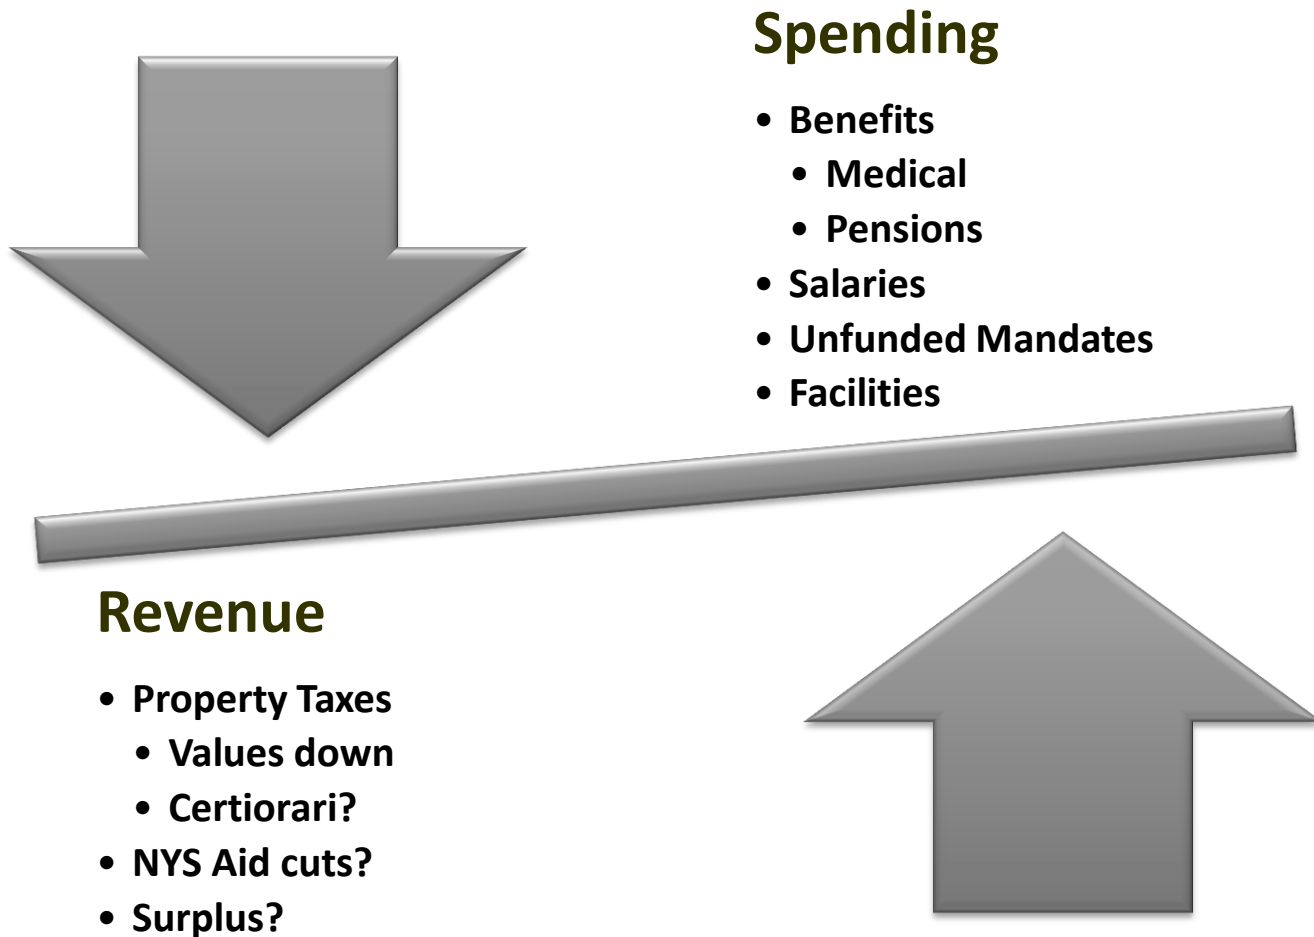 Spending
• Benefits
• Medical
• Pensions
• Salaries
• Unfunded Mandates
• Facilities
Revenue
• Property Taxes
• Values down
• Certiorari?
• NYS Aid cuts?
• Surplus?